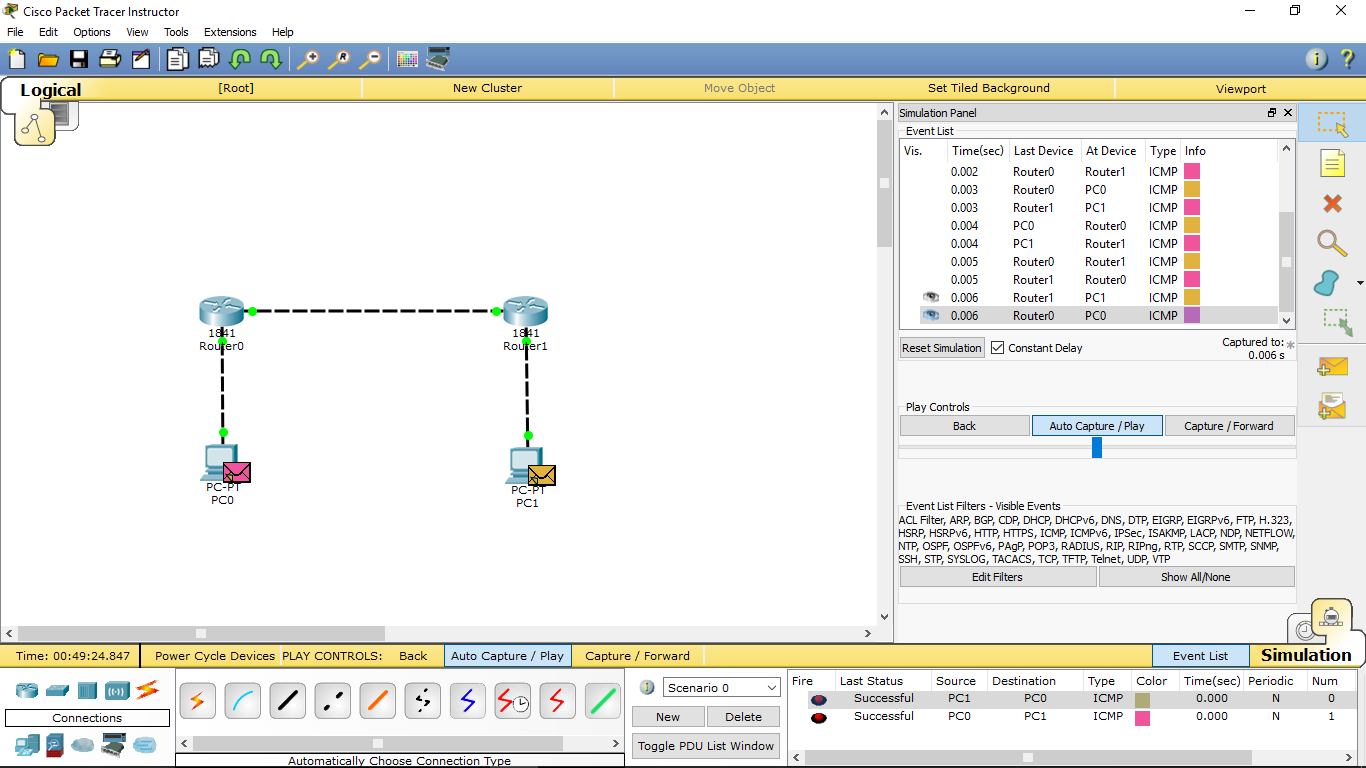 Cisco Packet Tracer Instructor
File Edit Options View Tools Extensions Help
Logical [Root] New Cluster Move Object Set Tiled Background Viewport
1841
Router0
1841
Router1
PC-PT
PC0
PC-PT
PC1
Simulation Panel
Event List
Vis. Time(sec) Last Device At Device Type Info
0.002 Router0 Router1 ICMP
0.003 Router0 PC0 ICMP
0.003 Router1 PC1 ICMP
0.004 PC0 Router0 ICMP
0.004 PC1 Router1 ICMP
0.005 Router0 Router1 ICMP
0.005 Router1 Router0 ICMP
0.006 Router1 PC1 ICMP
0.006 Router0 PC0 ICMP
Reset Simulation Constant Delay Captured to: *
0.006 s
Play Controls
Back Auto Capture / Play Capture / Forward
Event List Filters - Visible Events
ACL Filter, ARP, BGP, CDP, DHCP, DHCPv6, DNS, DTP, EIGRP, EIGRPv6, FTP, H.323,
HSRP, HSRPv6, HTTP, HTTPS, ICMP, ICMPv6, IPSec, ISAKMP, LACP, NDP, NETFLOW,
NTP, OSPF, OSPFv6, PAgP, POP3, RADIUS, RIP, RIPng, RTP, SCCP, SMTP, SNMP,
SSH, STP, SYSLOG, TACACS, TCP, TFTP, Telnet, UDP, VTP
Edit Filters Show All/None
Time: 00:49:24.847 Power Cycle Devices PLAY CONTROLS: Back Auto Capture / Play Capture / Forward Event List Simulation
Connections
Automatically Choose Connection Type
Scenario 0
New Delete
Toggle PDU List Window
Fire Last Status Source Destination Type Color Time(sec) Periodic Num
Successful PC1 PC0 ICMP 0.000 N 0
Successful PC0 PC1 ICMP 0.000 N 1